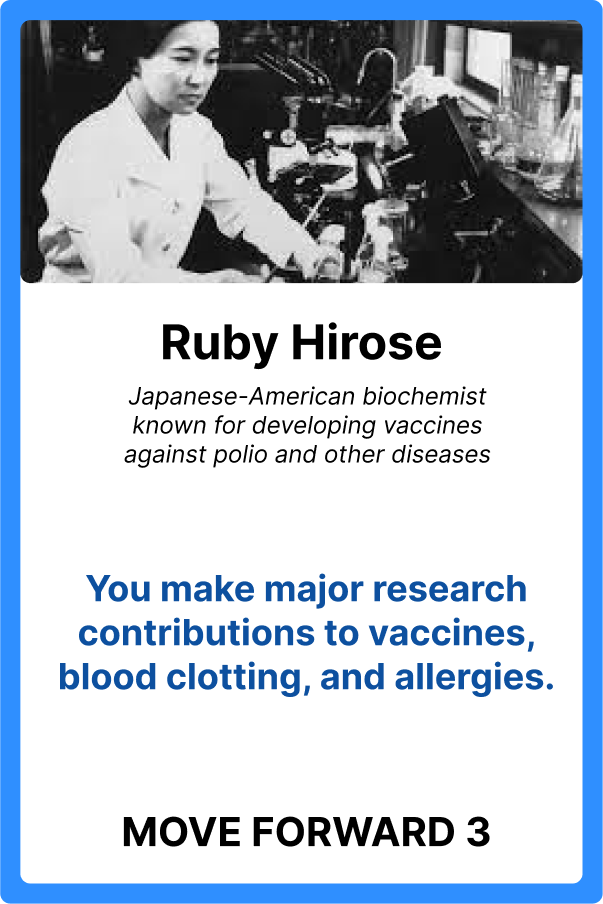 Ruby Hirose
Japanese-American biochemist
known for developing vaccines
against polio and other diseases
You make major research
contributions to vaccines,
blood clotting, and allergies.
MOVE FORWARD 3